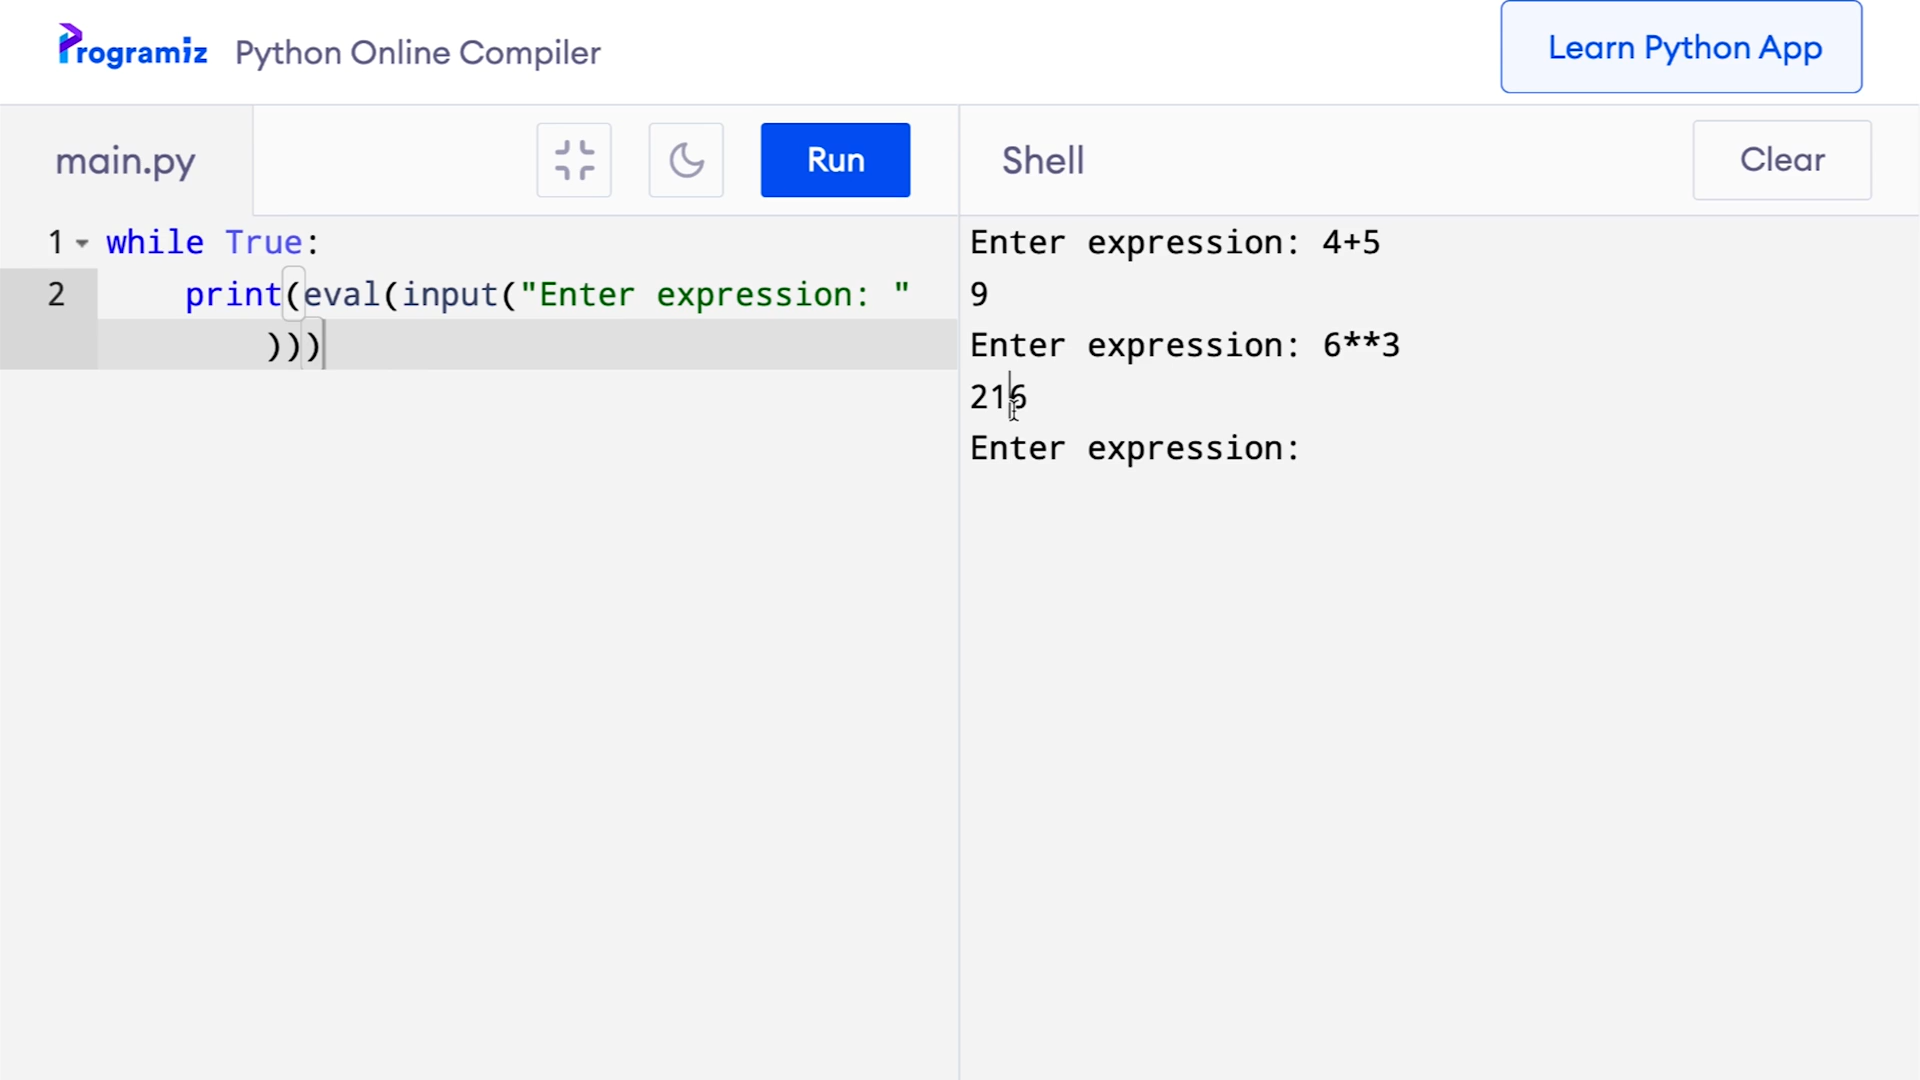 Programiz Python Online Compiler
Learn Python App
main.py
Run
Shell
Clear
1 while True:
2     print(eval(input("Enter expression: "
        )))
Enter expression: 4+5
9
Enter expression: 6**3
216
Enter expression: